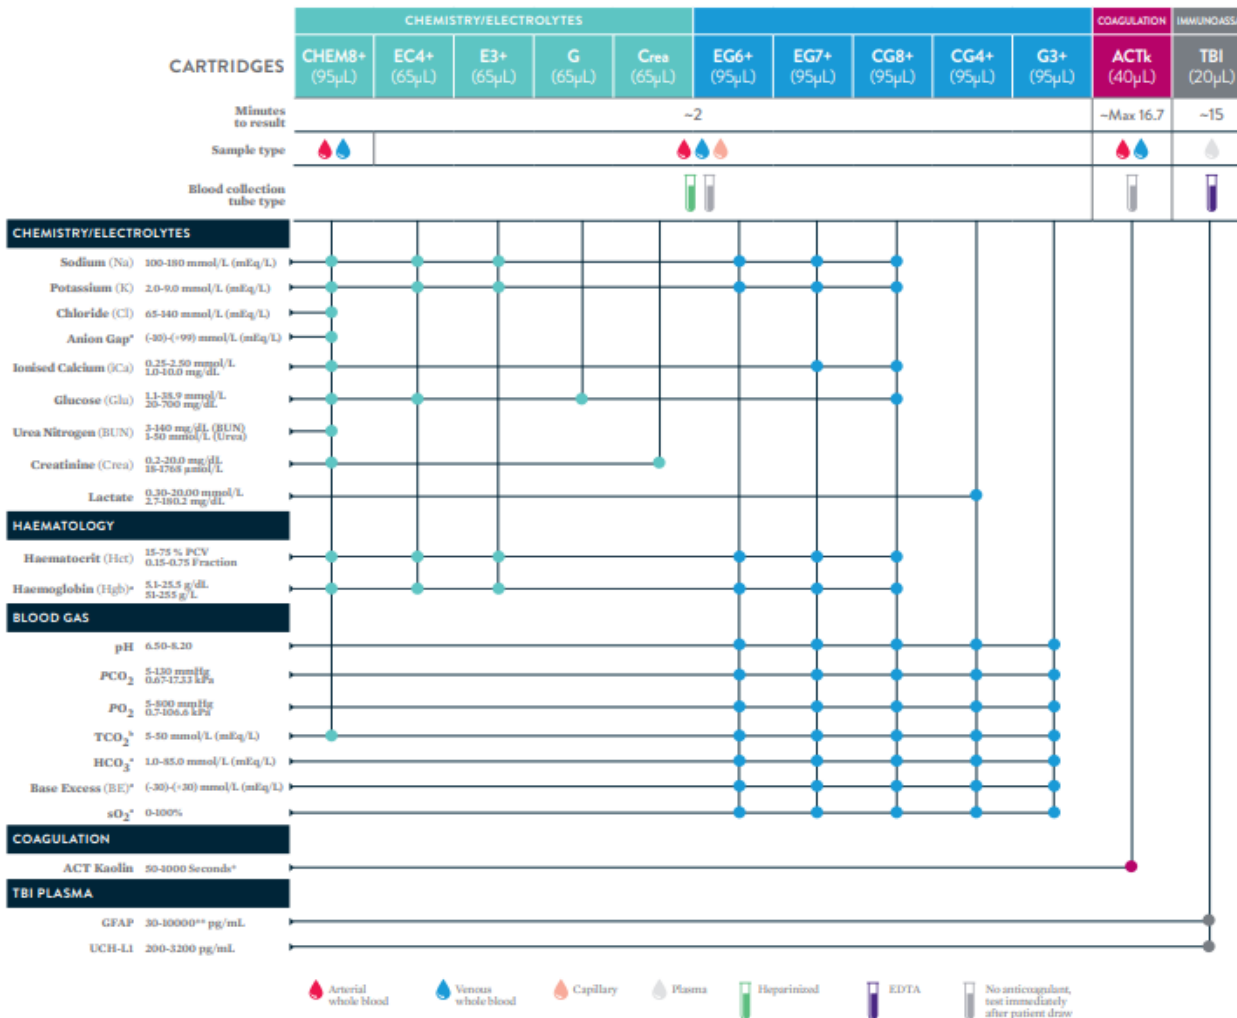 CHEMISTRY/ELECTROLYTES COAGULATION IMMUNOASSA
CARTRIDGES CHEM8+ EC4+ E3+ G Crea EG6+ EG7+ CG8+ CG4+ G3+ ACTk TBI
(95µL) (65µL) (65µL) (65µL) (65µL) (95µL) (95µL) (95µL) (95µL) (95µL) (40µL) (20µL)
Minutes
to result ~2 ~Max 16.7 ~15
Sample type
Blood collection
tube type
CHEMISTRY/ELECTROLYTES
Sodium (Na) 100-180 mmol/L (mEq/L)
Potassium (K) 2.0-9.0 mmol/L (mEq/L)
Chloride (Cl) 65-140 mmol/L (mEq/L)
Anion Gap* (-10)-(+99) mmol/L (mEq/L)
Ionised Calcium (iCa) 0.25-2.50 mmol/L
1.0-10.0 mg/dL
Glucose (Glu) 1.1-38.9 mmol/L
20-700 mg/dL
Urea Nitrogen (BUN) 3-140 mg/dL (BUN)
1-50 mmol/L (Urea)
Creatinine (Crea) 0.2-20.0 mg/dL
18-1768 µmol/L
Lactate 0.30-20.00 mmol/L
2.7-180.2 mg/dL
HAEMATOLOGY
Haematocrit (Hct) 15-75 % PCV
0.15-0.75 Fraction
Haemoglobin (Hgb)* 5.1-25.5 g/dL
51-255 g/L
BLOOD GAS
pH 6.50-8.20
PCO₂ 5-130 mmHg
0.67-17.33 kPa
PO₂ 5-800 mmHg
0.7-106.6 kPa
TCO₂ᵇ 5-50 mmol/L (mEq/L)
HCO₃* 1.0-85.0 mmol/L (mEq/L)
Base Excess (BE)* (-30)-(+30) mmol/L (mEq/L)
sO₂* 0-100%
COAGULATION
ACT Kaolin 50-1000 Seconds*
TBI PLASMA
GFAP 30-10000** pg/mL
UCH-L1 200-3200 pg/mL
Arterial
whole blood
Venous
whole blood
Capillary
Plasma
Heparinized
EDTA
No anticoagulant,
test immediately
after patient draw